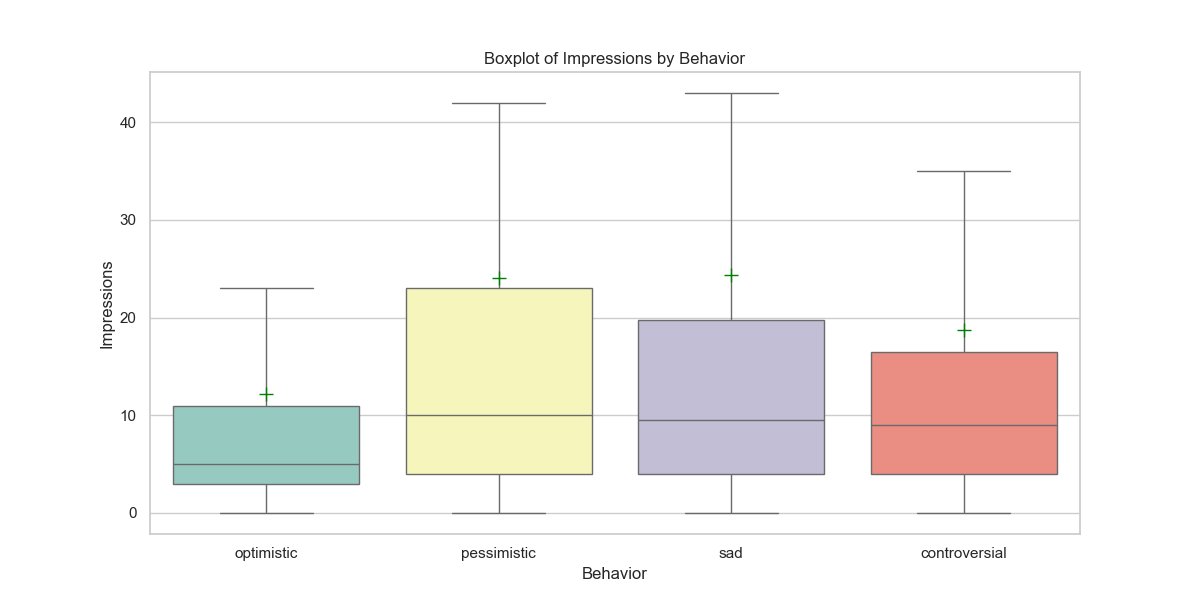 Boxplot of Impressions by Behavior
Impressions
40
30
20
10
0
optimistic pessimistic sad controversial
Behavior